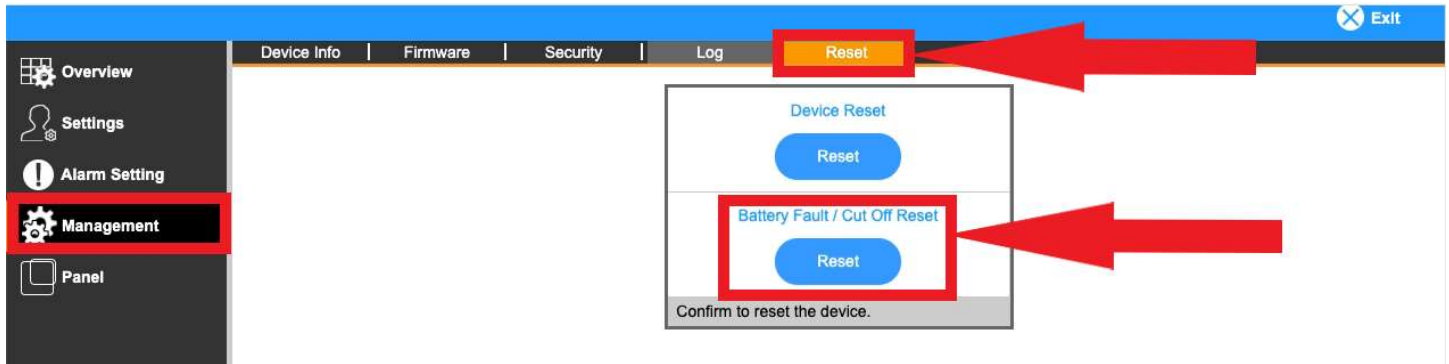 Exit
Device Info | Firmware | Security | Log Reset
Overview
Settings
Alarm Setting
Management
Panel
Device Reset
Reset
Battery Fault / Cut Off Reset
Reset
Confirm to reset the device.